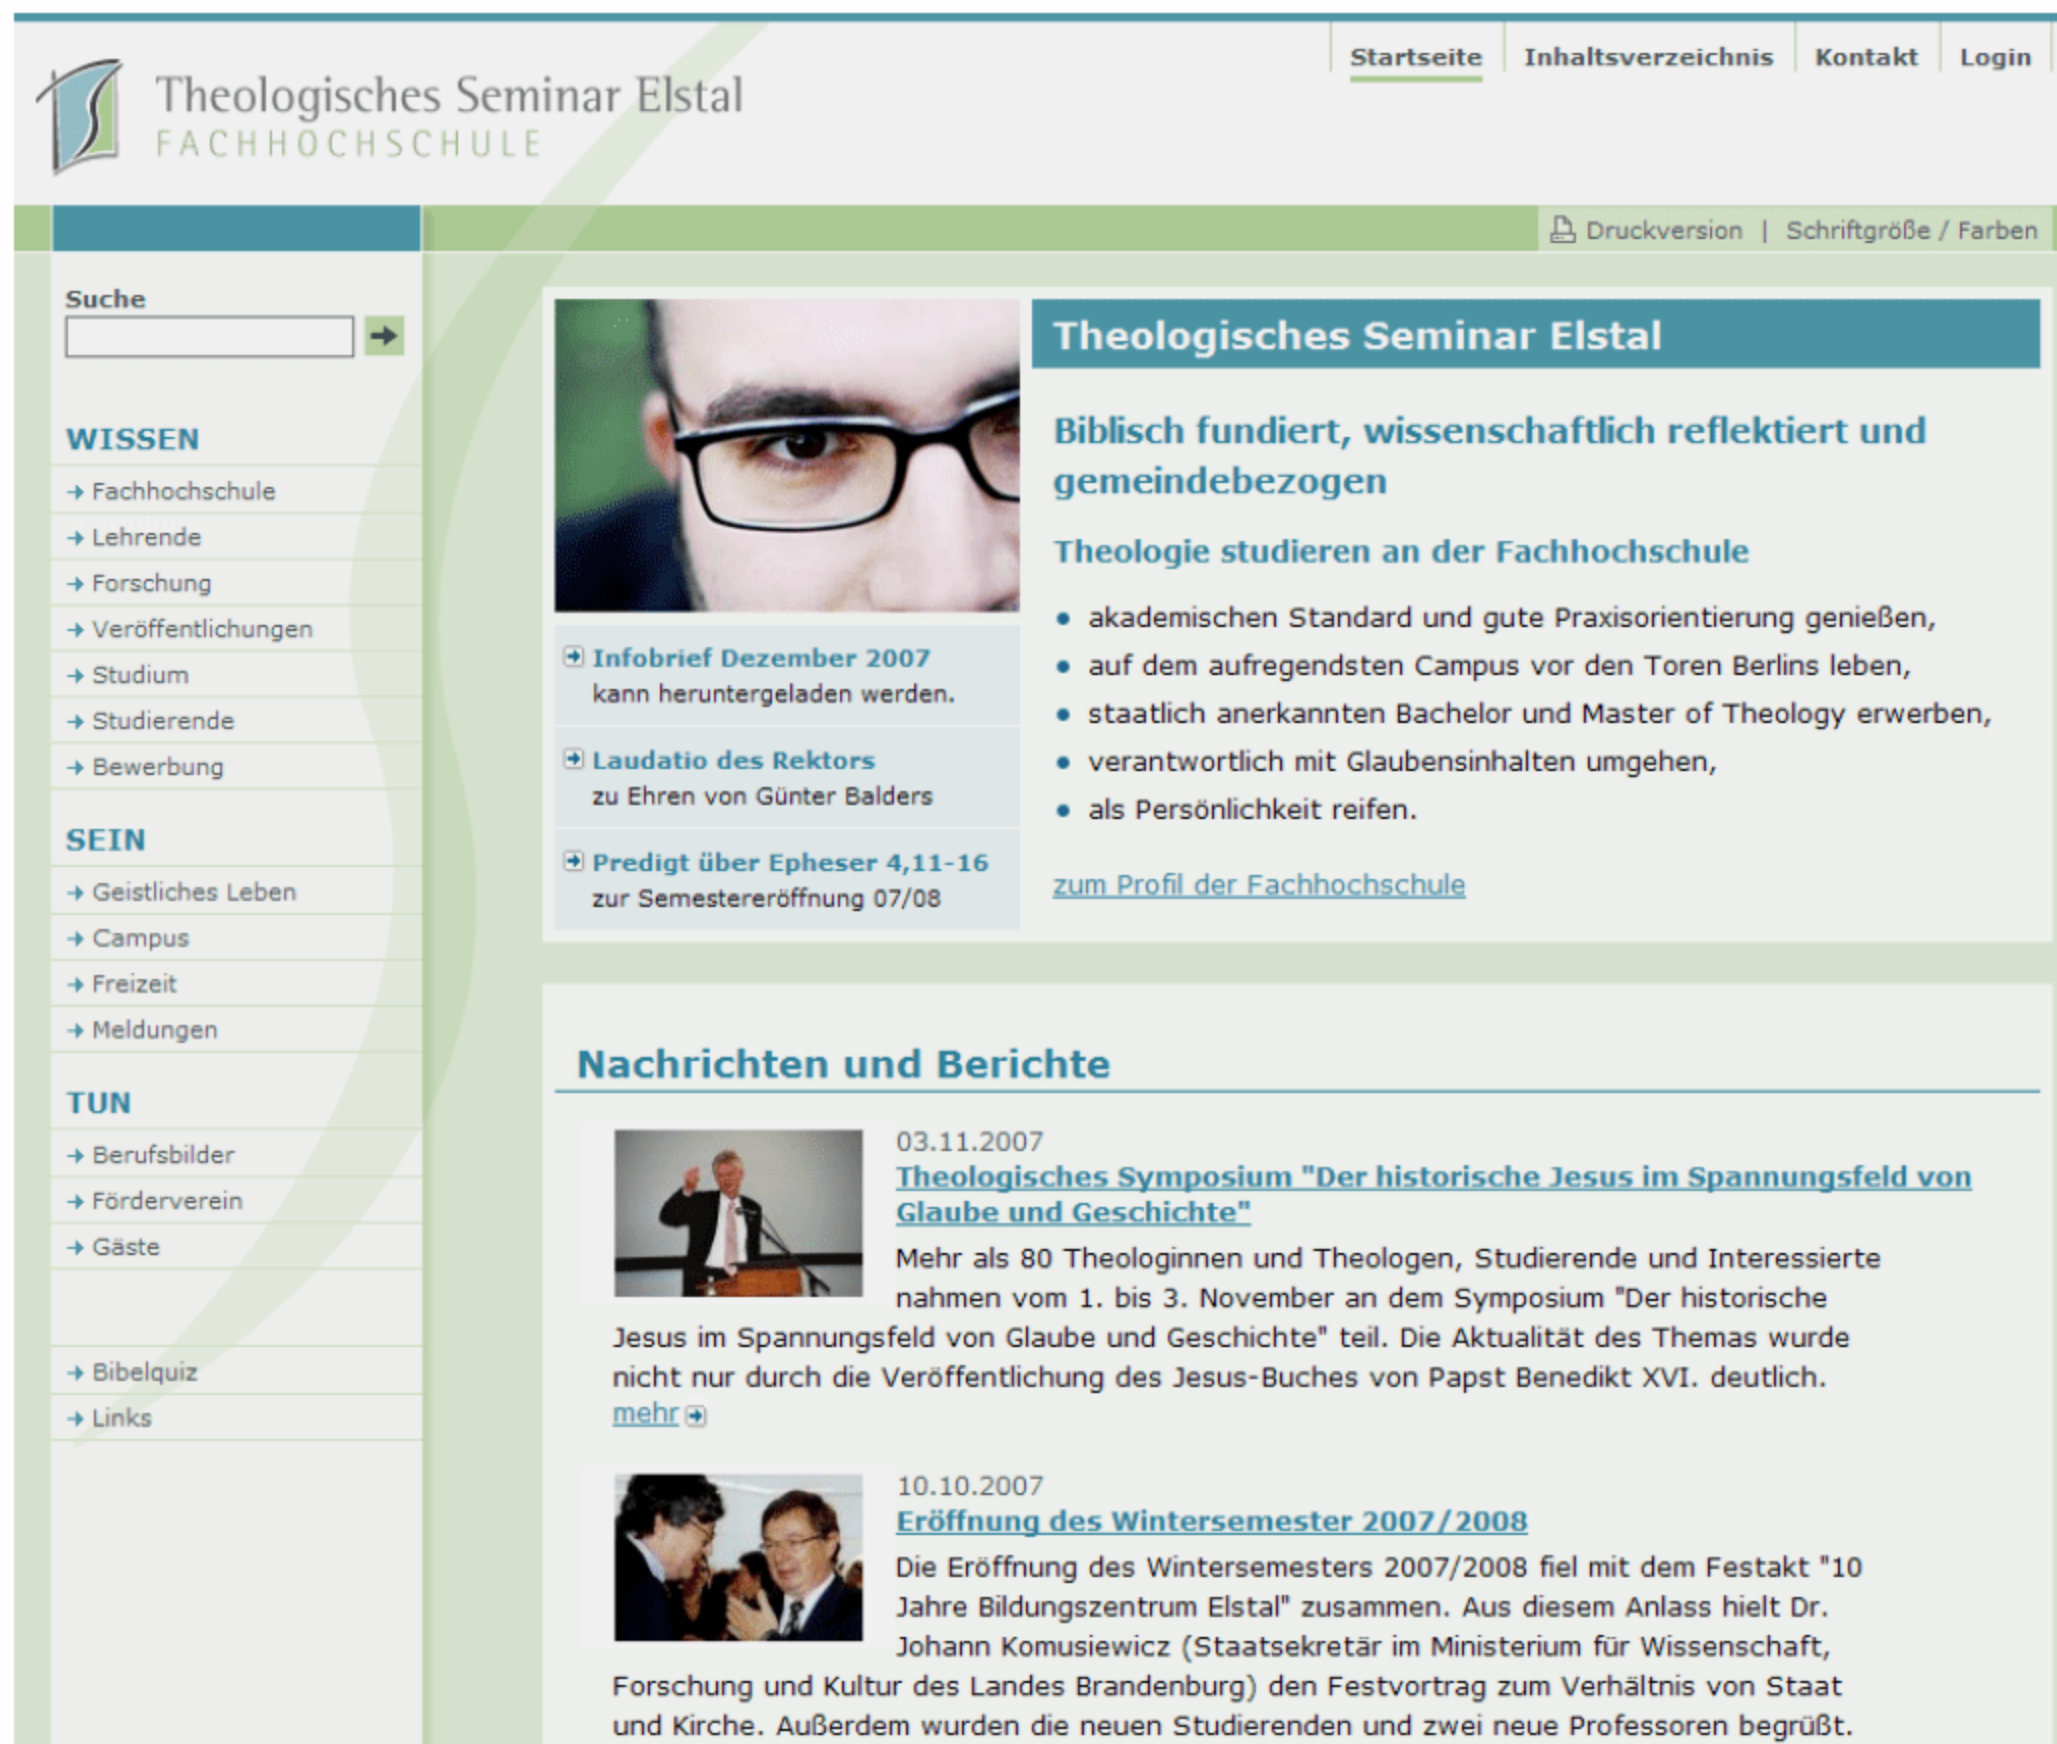 Startseite
Inhaltsverzeichnis
Kontakt
Login
Theologisches Seminar Elstal
FACHHOCHSCHULE
Druckversion | Schriftgröße / Farben
Suche
WISSEN
Fachhochschule
Lehrende
Forschung
Veröffentlichungen
Studium
Studierende
Bewerbung
SEIN
Geistliches Leben
Campus
Freizeit
Meldungen
TUN
Berufsbilder
Förderverein
Gäste
Bibelquiz
Links
Infobrief Dezember 2007
kann heruntergeladen werden.
Laudatio des Rektors
zu Ehren von Günter Balders
Predigt über Epheser 4,11-16
zur Semestereröffnung 07/08
Theologisches Seminar Elstal
Biblisch fundiert, wissenschaftlich reflektiert und
gemeindebezogen
Theologie studieren an der Fachhochschule
• akademischen Standard und gute Praxisorientierung genießen,
• auf dem aufregendsten Campus vor den Toren Berlins leben,
• staatlich anerkannten Bachelor und Master of Theology erwerben,
• verantwortlich mit Glaubensinhalten umgehen,
• als Persönlichkeit reifen.
zum Profil der Fachhochschule
Nachrichten und Berichte
03.11.2007
Theologisches Symposium "Der historische Jesus im Spannungsfeld von
Glaube und Geschichte"
Mehr als 80 Theologinnen und Theologen, Studierende und Interessierte
nahmen vom 1. bis 3. November an dem Symposium "Der historische
Jesus im Spannungsfeld von Glaube und Geschichte" teil. Die Aktualität des Themas wurde
nicht nur durch die Veröffentlichung des Jesus-Buches von Papst Benedikt XVI. deutlich.
mehr
10.10.2007
Eröffnung des Wintersemester 2007/2008
Die Eröffnung des Wintersemesters 2007/2008 fiel mit dem Festakt "10
Jahre Bildungszentrum Elstal" zusammen. Aus diesem Anlass hielt Dr.
Johann Komusiewicz (Staatsekretär im Ministerium für Wissenschaft,
Forschung und Kultur des Landes Brandenburg) den Festvortrag zum Verhältnis von Staat
und Kirche. Außerdem wurden die neuen Studierenden und zwei neue Professoren begrüßt.